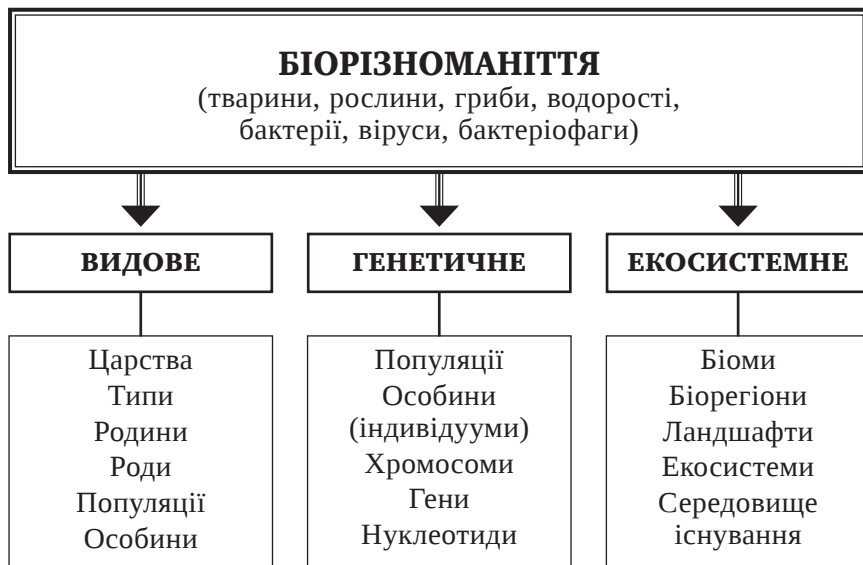 БІОРІЗНОМАНІТТЯ
(тварини, рослини, гриби, водорості,
бактерії, віруси, бактеріофаги)
ВИДОВЕ
Царства
Типи
Родини
Роди
Популяції
Особини
ГЕНЕТИЧНЕ
Популяції
Особини
(індивідууми)
Хромосоми
Гени
Нуклеотиди
ЕКОСИСТЕМНЕ
Біоми
Біорегіони
Ландшафти
Екосистеми
Середовище
існування